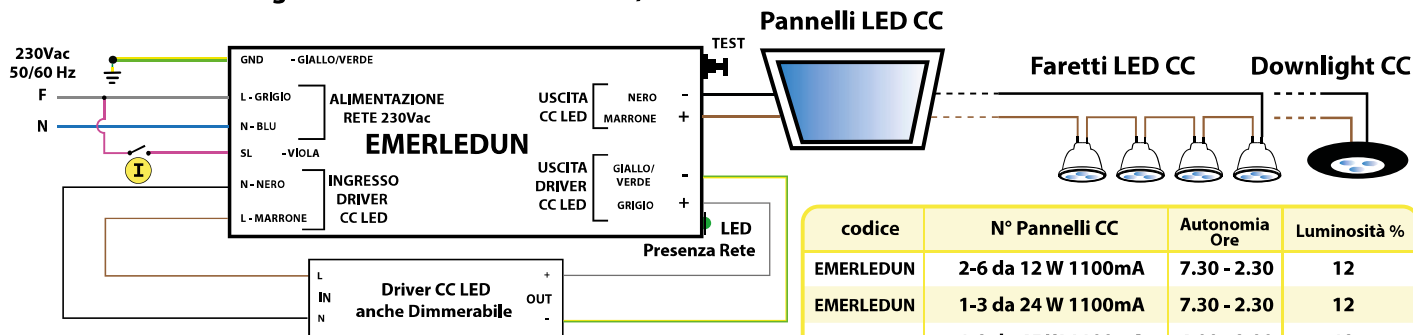 Pannelli LED CC
TEST
230Vac
50/60 Hz
GND - GIALLO/VERDE
F
L - GRIGIO
ALIMENTAZIONE
RETE 230Vac
N
N - BLU
EMERLEDUN
SL - VIOLA
I
N - NERO
L - MARRONE
INGRESSO
DRIVER
CC LED
USCITA
CC LED
NERO -
MARRONE +
USCITA
DRIVER
CC LED
GIALLO/
VERDE -
GRIGIO +
LED
Presenza Rete
Faretti LED CC
Downlight CC
L
IN
N
Driver CC LED
anche Dimmerabile
+
OUT
-
codice N° Pannelli CC Autonomia Ore Luminosità %
EMERLEDUN 2-6 da 12 W 1100mA 7.30 - 2.30 12
EMERLEDUN 1-3 da 24 W 1100mA 7.30 - 2.30 12